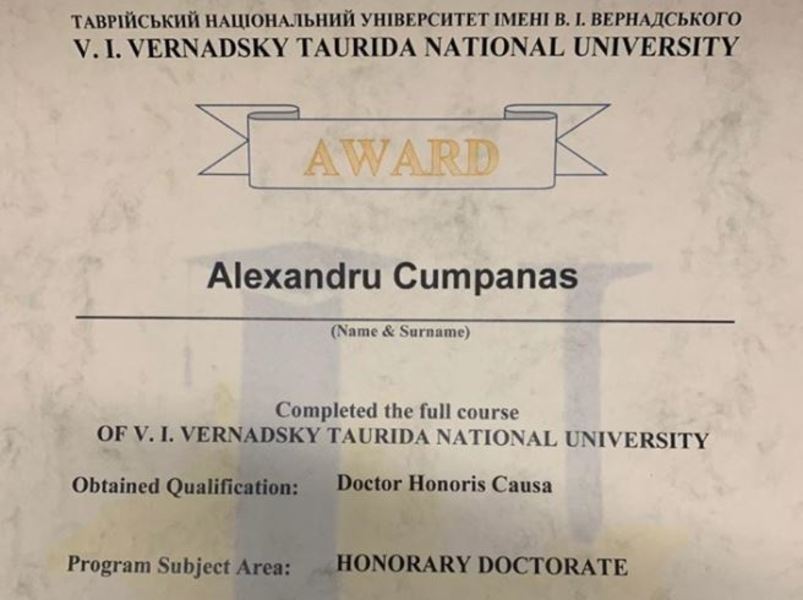 ТАВРІЙСЬКИЙ НАЦІОНАЛЬНИЙ УНІВЕРСИТЕТ ІМЕНІ В. І. ВЕРНАДСЬКОГО
V. I. VERNADSKY TAURIDA NATIONAL UNIVERSITY
AWARD
Alexandru Cumpanas
(Name & Surname)
Completed the full course
OF V. I. VERNADSKY TAURIDA NATIONAL UNIVERSITY
Obtained Qualification: Doctor Honoris Causa
Program Subject Area: HONORARY DOCTORATE